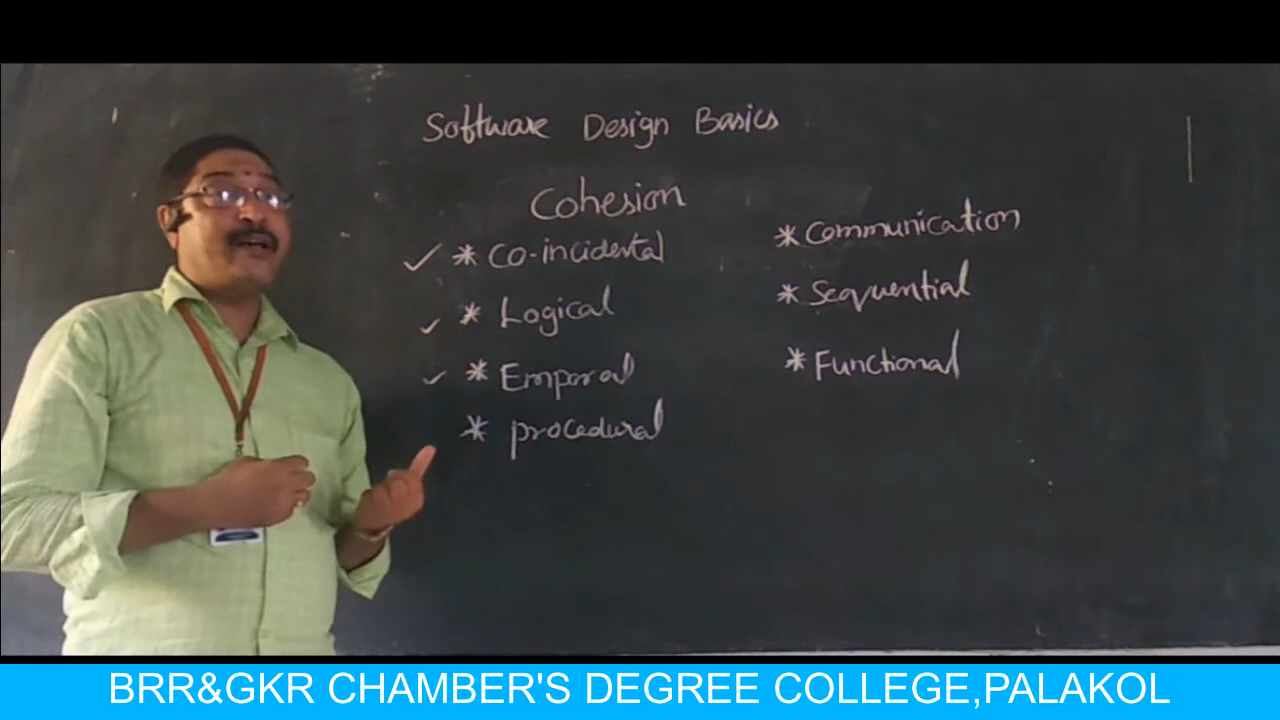 Software Design Basics
Cohesion
✓ * Co-incidental
✓ * Logical
✓ * Emporal
* procedural
* Communication
* Sequential
* Functional
BRR&GKR CHAMBER'S DEGREE COLLEGE,PALAKOL